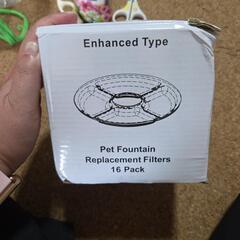 Enhanced Type
Pet Fountain
Replacement Filters
16 Pack